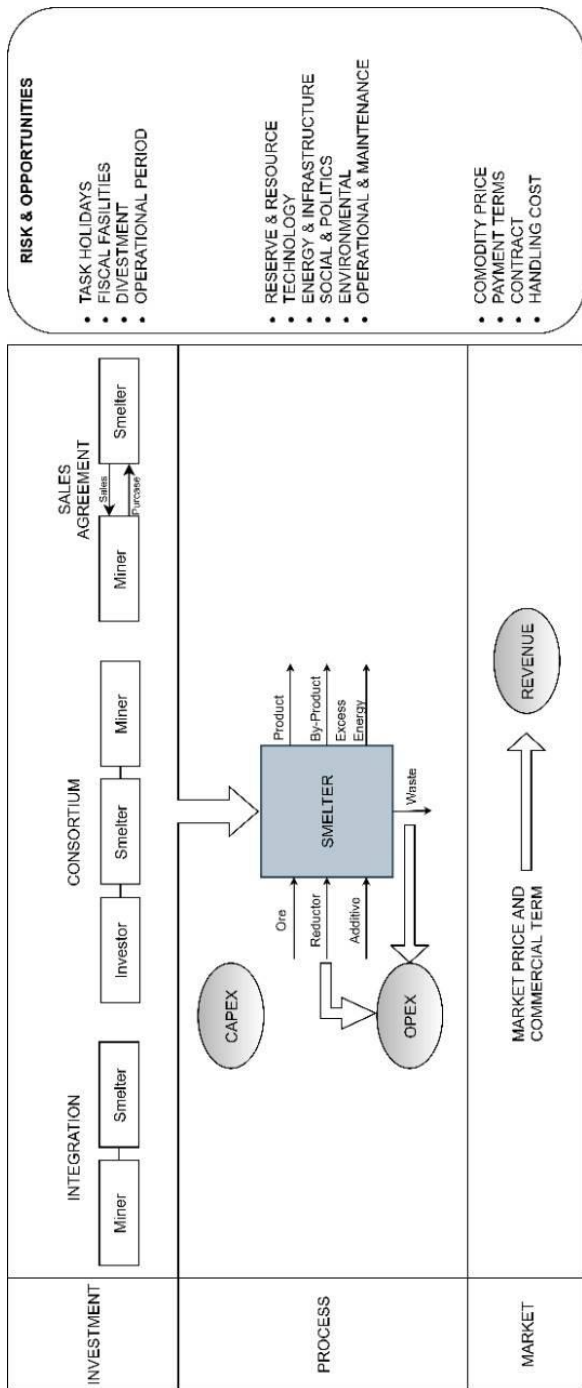 INVESTMENT
INTEGRATION
Miner
Smelter
CONSORTIUM
Investor
Smelter
Miner
SALES
AGREEMENT
Miner
Sales
Purcase
Smelter
PROCESS
CAPEX
Ore
Reductor
Additive
SMELTER
Product
By-Product
Excess
Energy
Waste
OPEX
MARKET
MARKET PRICE AND
COMMERCIAL TERM
REVENUE
RISK & OPPORTUNITIES
• TASK HOLIDAYS
• FISCAL FASILITIES
• DIVESTMENT
• OPERATIONAL PERIOD
• RESERVE & RESOURCE
• TECHNOLOGY
• ENERGY & INFRASTRUCTURE
• SOCIAL & POLITICS
• ENVIRONMENTAL
• OPERATIONAL & MAINTENANCE
• COMODITY PRICE
• PAYMENT TERMS
• CONTRACT
• HANDLING COST